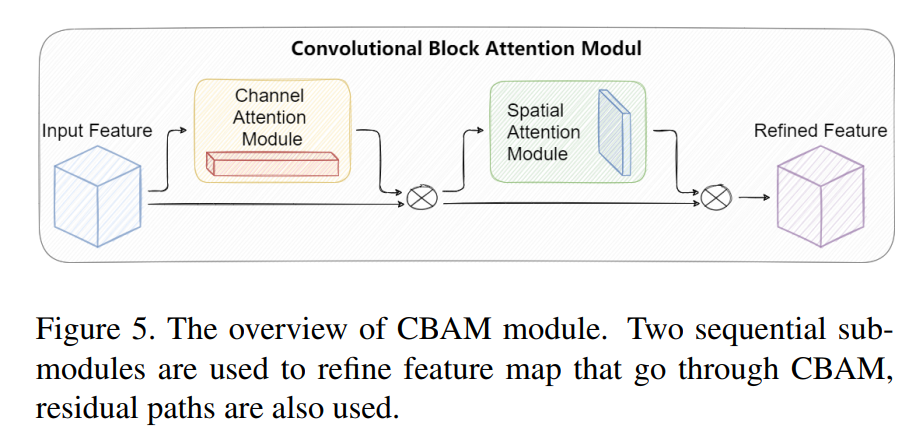 Convolutional Block Attention Modul
Channel
Attention
Module
Spatial
Attention
Module
Input Feature
Refined Feature
Figure 5. The overview of CBAM module. Two sequential sub-
modules are used to refine feature map that go through CBAM,
residual paths are also used.